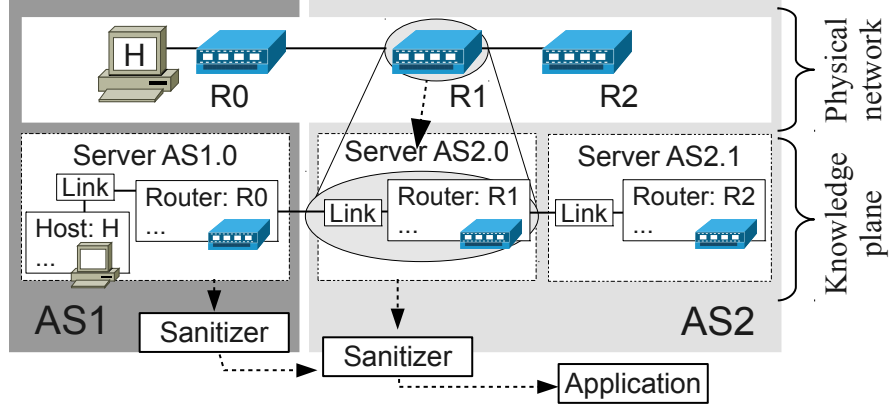 H
R0
R1
R2
Physical
network
Server AS1.0
Link
Router: R0
...
Host: H
...
Server AS2.0
Link
Router: R1
...
Server AS2.1
Link
Router: R2
...
Knowledge
plane
AS1
AS2
Sanitizer
Sanitizer
Application